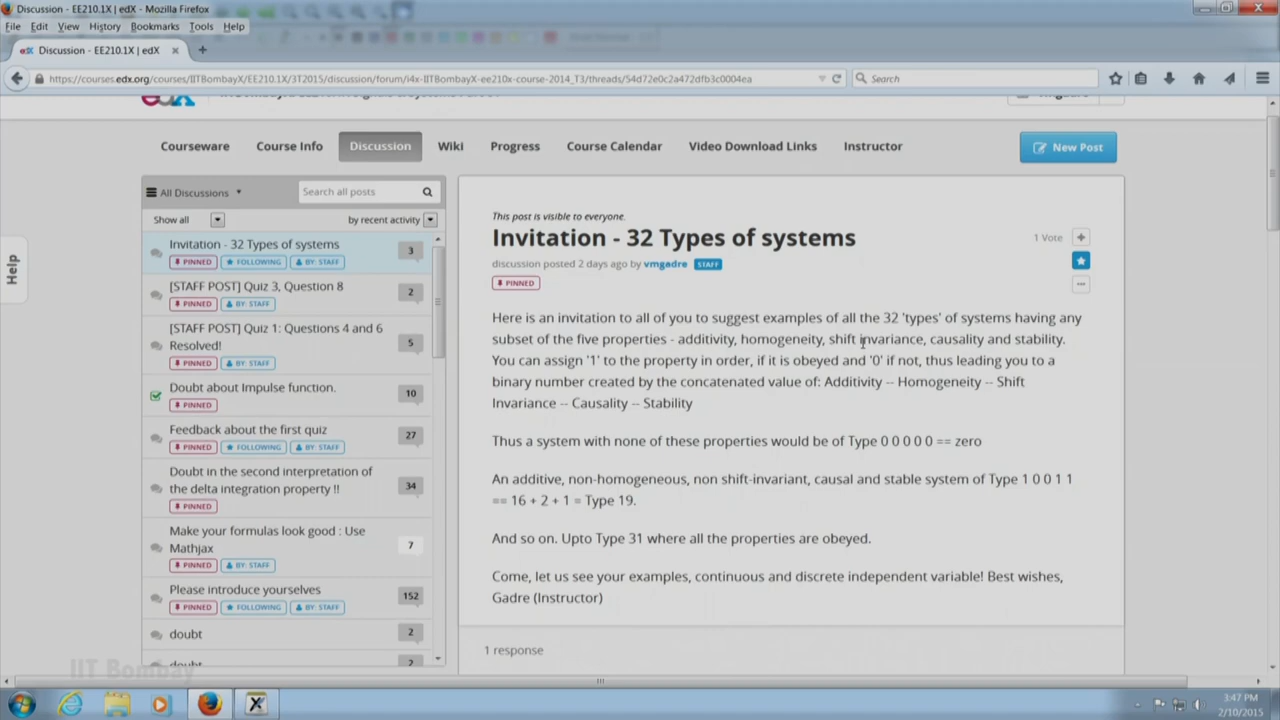 Discussion - EE210.1X | edX - Mozilla Firefox
File Edit View History Bookmarks Tools Help
Discussion - EE210.1X | edX
https://courses.edx.org/courses/IITBombayX/EE210.1X/3T2015/discussion/forum/i4x-IITBombayX-ee210x-course-2014_T3/threads/54d72e0c2a472dfb3c0004ea
Search
edX
Courseware Course Info Discussion Wiki Progress Course Calendar Video Download Links Instructor
New Post
Help
All Discussions
Search all posts
Show all by recent activity
Invitation - 32 Types of systems 3
PINNED FOLLOWING BY: STAFF
[STAFF POST] Quiz 3, Question 8 2
PINNED BY: STAFF
[STAFF POST] Quiz 1: Questions 4 and 6
Resolved! 5
PINNED BY: STAFF
Doubt about Impulse function. 10
PINNED
Feedback about the first quiz 27
PINNED FOLLOWING BY: STAFF
Doubt in the second interpretation of
the delta integration property !! 34
PINNED
Make your formulas look good : Use
Mathjax 7
PINNED BY: STAFF
Please introduce yourselves 152
PINNED FOLLOWING BY: STAFF
doubt 2
doubt 2
This post is visible to everyone.
Invitation - 32 Types of systems
1 Vote
discussion posted 2 days ago by vmgadre STAFF
PINNED
Here is an invitation to all of you to suggest examples of all the 32 'types' of systems having any
subset of the five properties - additivity, homogeneity, shift invariance, causality and stability.
You can assign '1' to the property in order, if it is obeyed and '0' if not, thus leading you to a
binary number created by the concatenated value of: Additivity -- Homogeneity -- Shift
Invariance -- Causality -- Stability
Thus a system with none of these properties would be of Type 0 0 0 0 0 == zero
An additive, non-homogeneous, non shift-invariant, causal and stable system of Type 1 0 0 1 1
== 16 + 2 + 1 = Type 19.
And so on. Upto Type 31 where all the properties are obeyed.
Come, let us see your examples, continuous and discrete independent variable! Best wishes,
Gadre (Instructor)
1 response
IIT Bombay
3:47 PM
2/10/2015